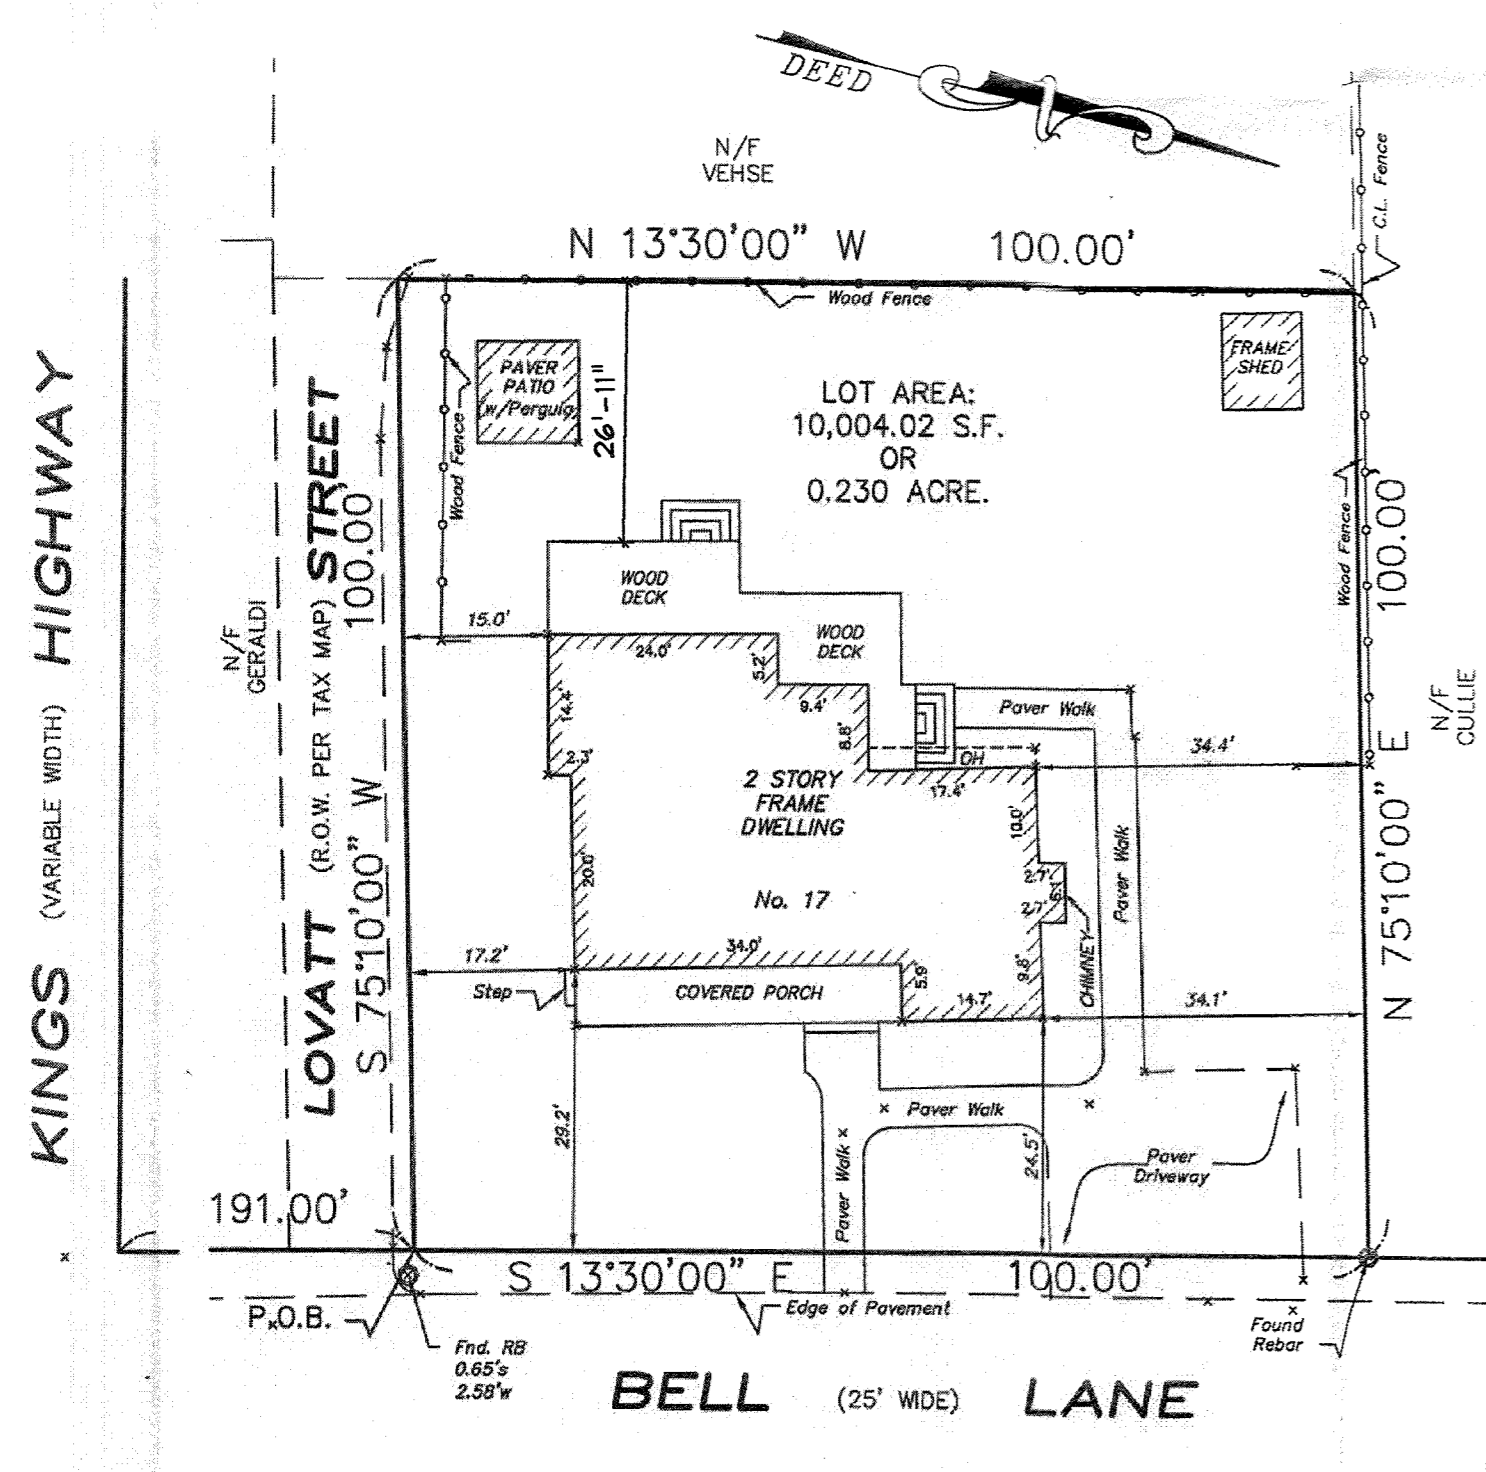 DEED
N/F
VEHSE
N 13°30'00" W 100.00'
Wood Fence
C.L. Fence
PAVER
PATIO
w/Pergula
26'-11"
Wood Fence
FRAME
SHED
LOT AREA:
10,004.02 S.F.
OR
0.230 ACRE.
Wood Fence
N 75°10'00" E 100.00
N/F
CULLIE
KINGS (VARIABLE WIDTH) HIGHWAY
N/F
GERALDI
LOVATT (R.O.W. PER TAX MAP) STREET
S 75°10'00" W 100.00
WOOD
DECK
WOOD
DECK
15.0'
24.0'
5.2'
9.4'
8.8'
14.4'
2.3'
Paver Walk
34.4'
OH
17.4'
2 STORY
FRAME
DWELLING
No. 17
10.0'
2.7'
6.1'
2.7'
9.8'
CHIMNEY
Paver Walk
20.0'
34.0'
17.2'
Step
COVERED PORCH
5.9'
14.7'
34.1'
29.2'
Paver Walk
Paver Walk
24.5'
Paver
Driveway
191.00'
S 13°30'00" E 100.00'
P.O.B.
Edge of Pavement
Fnd. RB
0.65's
2.58'w
Found
Rebar
BELL (25' WIDE) LANE